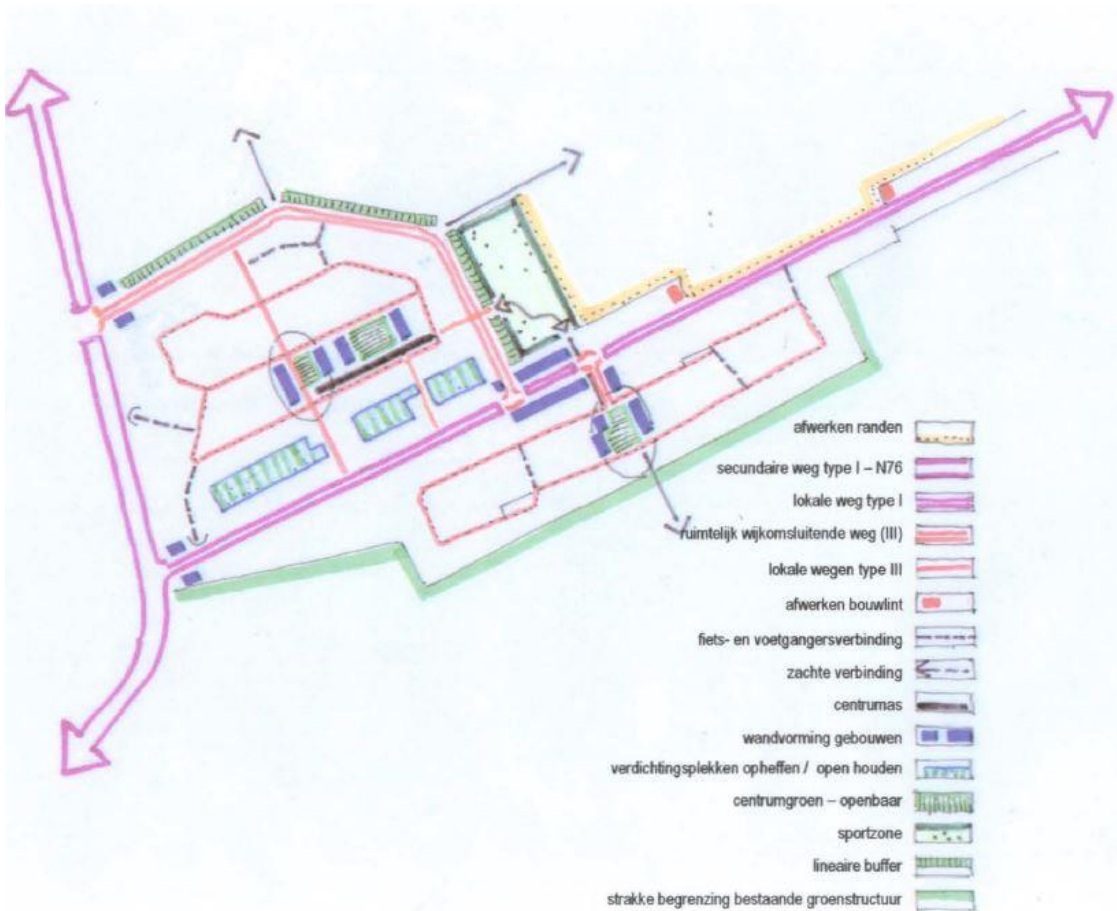 afwerken randen
secundaire weg type I – N76
lokale weg type I
ruimtelijk wijkomsluitende weg (III)
lokale wegen type III
afwerken bouwlint
fiets- en voetgangersverbinding
zachte verbinding
centrumas
wandvorming gebouwen
verdichtingsplekken opheffen / open houden
centrumgroen – openbaar
sportzone
lineaire buffer
strakke begrenzing bestaande groenstructuur